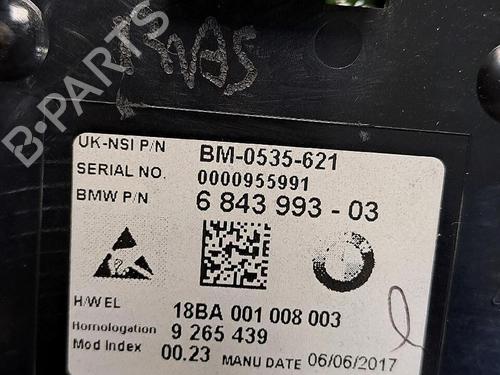 B-PARTS
UK-NSI P/N BM-0535-621
SERIAL NO. 0000955991
BMW P/N 6 843 993 - 03
H/W EL 18BA 001 008 003
Homologation 9 265 439
Mod Index 00.23 MANU DATE 06/06/2017